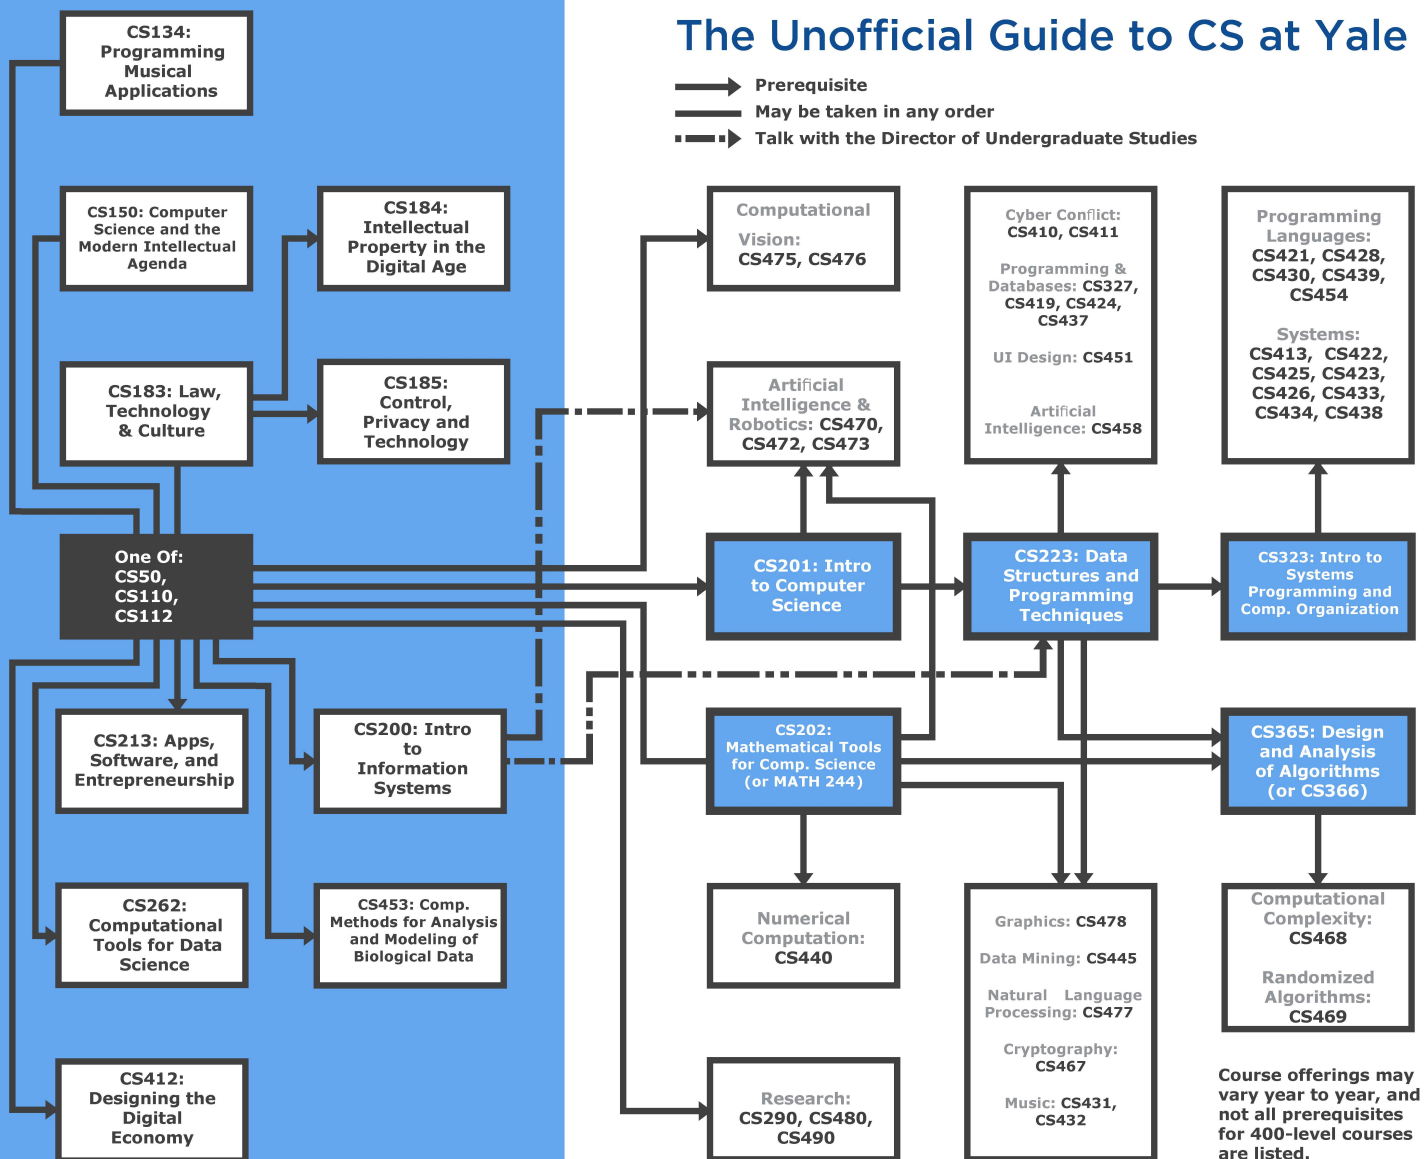 The Unofficial Guide to CS at Yale
Prerequisite
May be taken in any order
Talk with the Director of Undergraduate Studies
CS134:
Programming
Musical
Applications
CS150: Computer
Science and the
Modern Intellectual
Agenda
CS184:
Intellectual
Property in the
Digital Age
CS183: Law,
Technology
& Culture
CS185:
Control,
Privacy and
Technology
One Of:
CS50,
CS110,
CS112
CS213: Apps,
Software, and
Entrepreneurship
CS200: Intro
to
Information
Systems
CS262:
Computational
Tools for Data
Science
CS453: Comp.
Methods for Analysis
and Modeling of
Biological Data
CS412:
Designing the
Digital
Economy
Computational
Vision:
CS475, CS476
Cyber Conflict:
CS410, CS411
Programming &
Databases: CS327,
CS419, CS424,
CS437
UI Design: CS451
Artificial
Intelligence: CS458
Programming
Languages:
CS421, CS428,
CS430, CS439,
CS454
Systems:
CS413, CS422,
CS425, CS423,
CS426, CS433,
CS434, CS438
Artificial
Intelligence &
Robotics: CS470,
CS472, CS473
CS201: Intro
to Computer
Science
CS223: Data
Structures and
Programming
Techniques
CS323: Intro to
Systems
Programming and
Comp. Organization
CS202:
Mathematical Tools
for Comp. Science
(or MATH 244)
CS365: Design
and Analysis
of Algorithms
(or CS366)
Numerical
Computation:
CS440
Graphics: CS478
Data Mining: CS445
Natural Language
Processing: CS477
Cryptography:
CS467
Music: CS431,
CS432
Computational
Complexity:
CS468
Randomized
Algorithms:
CS469
Research:
CS290, CS480,
CS490
Course offerings may
vary year to year, and
not all prerequisites
for 400-level courses
are listed.